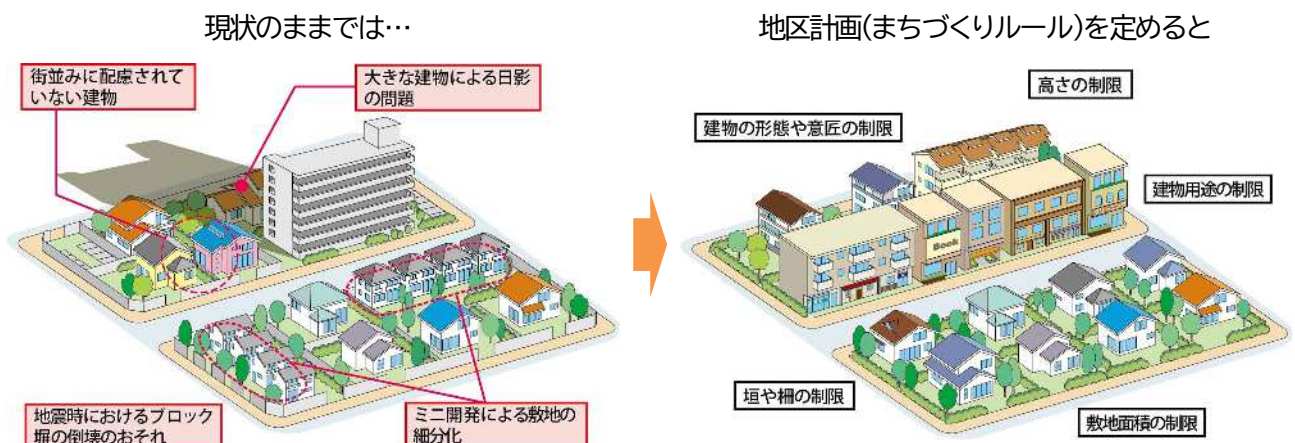 現状のままでは…
街並みに配慮されて
いない建物
大きな建物による日影
の問題
地震時におけるブロック
塀の倒壊のおそれ
ミニ開発による敷地の
細分化
地区計画(まちづくりルール)を定めると
高さの制限
建物の形態や意匠の制限
建物用途の制限
Book
垣や柵の制限
敷地面積の制限